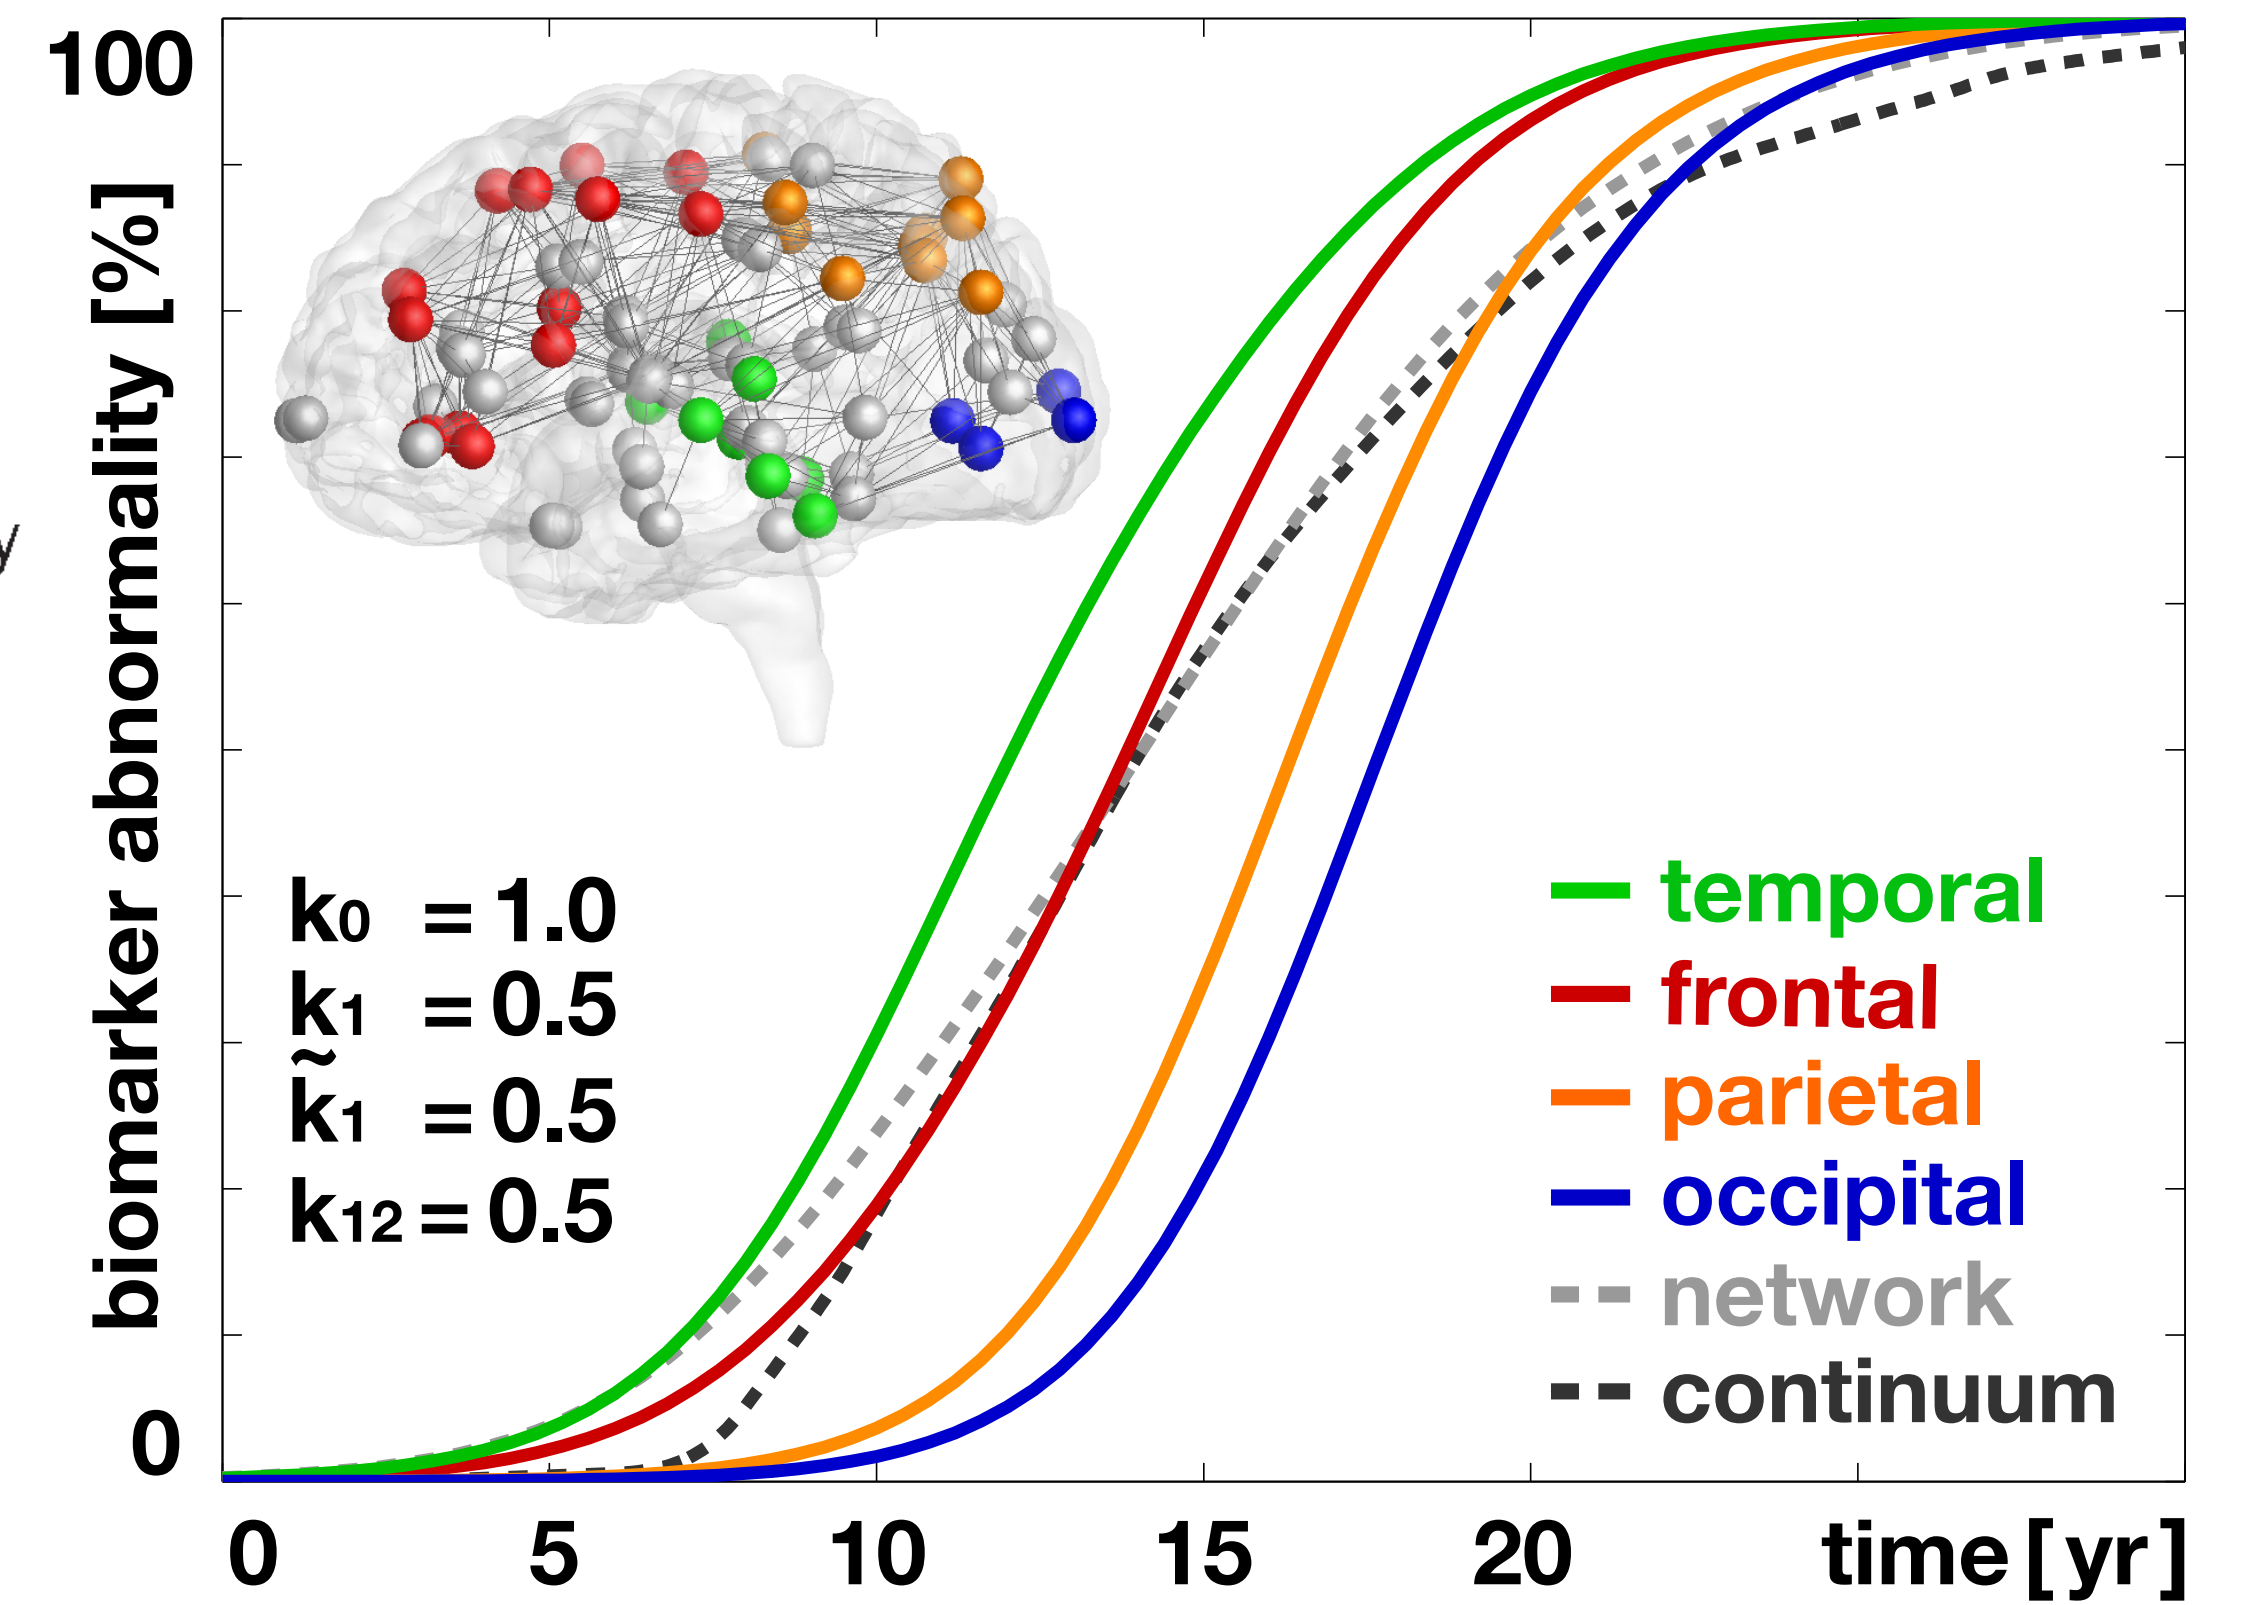 100
biomarker abnormality [%]
y
0
k₀ = 1.0
k₁ = 0.5
k̃₁ = 0.5
k₁₂ = 0.5
temporal
frontal
parietal
occipital
network
continuum
0 5 10 15 20 time [yr]